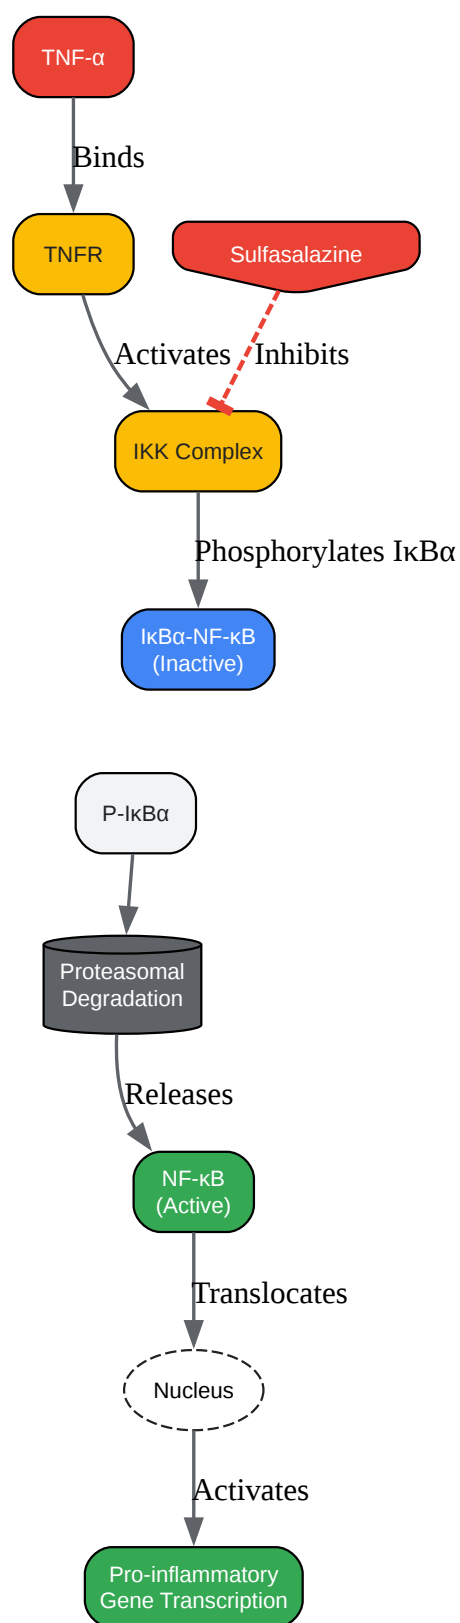 TNF-α
Binds
TNFR
Sulfasalazine
Activates
Inhibits
IKK Complex
Phosphorylates IκBα
IκBα-NF-κB
(Inactive)
P-IκBα
Proteasomal
Degradation
Releases
NF-κB
(Active)
Translocates
Nucleus
Activates
Pro-inflammatory
Gene Transcription